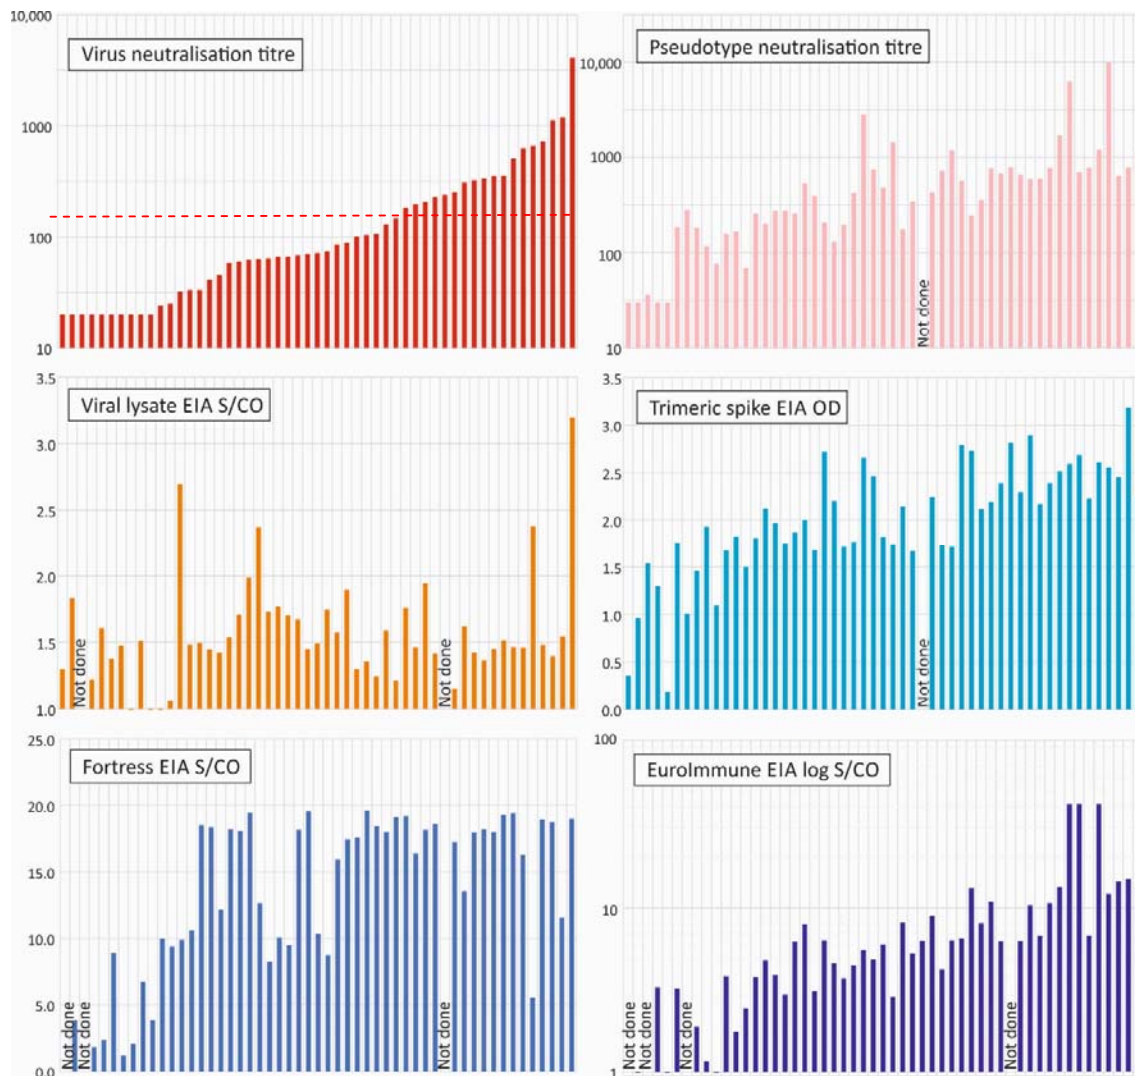 10,000
Virus neutralisation titre
1000
100
10
Pseudotype neutralisation titre
10,000
1000
100
10
Not done
3.5
Viral lysate EIA S/CO
3.0
2.5
2.0
1.5
1.0
Not done
Not done
3.5
Trimeric spike EIA OD
3.0
2.5
2.0
1.5
1.0
0.5
0.0
Not done
25.0
Fortress EIA S/CO
20.0
15.0
10.0
5.0
0.0
Not done
Not done
Not done
100
EuroImmune EIA log S/CO
10
1
Not done
Not done
Not done
Not done